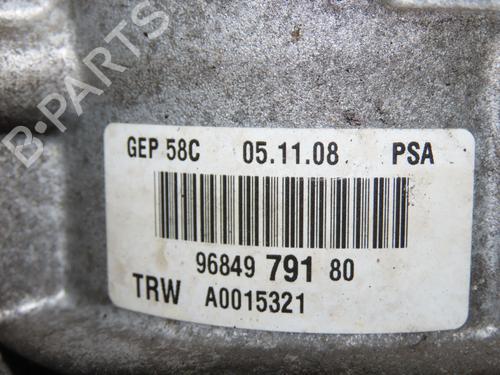 B-PARTS
GEP 58C 05.11.08 PSA
96849 791 80
TRW A0015321